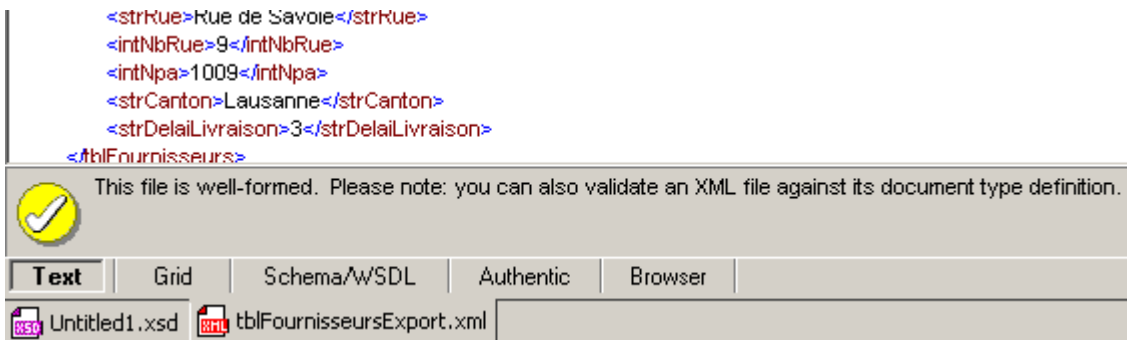 <strRue>Rue de Savoie</strRue>
<intNbRue>9</intNbRue>
<intNpa>1009</intNpa>
<strCanton>Lausanne</strCanton>
<strDelaiLivraison>3</strDelaiLivraison>
</tblFournisseurs>
This file is well-formed. Please note: you can also validate an XML file against its document type definition.
Text Grid Schema/WSDL Authentic Browser
XSD Untitled1.xsd XML tblFournisseursExport.xml